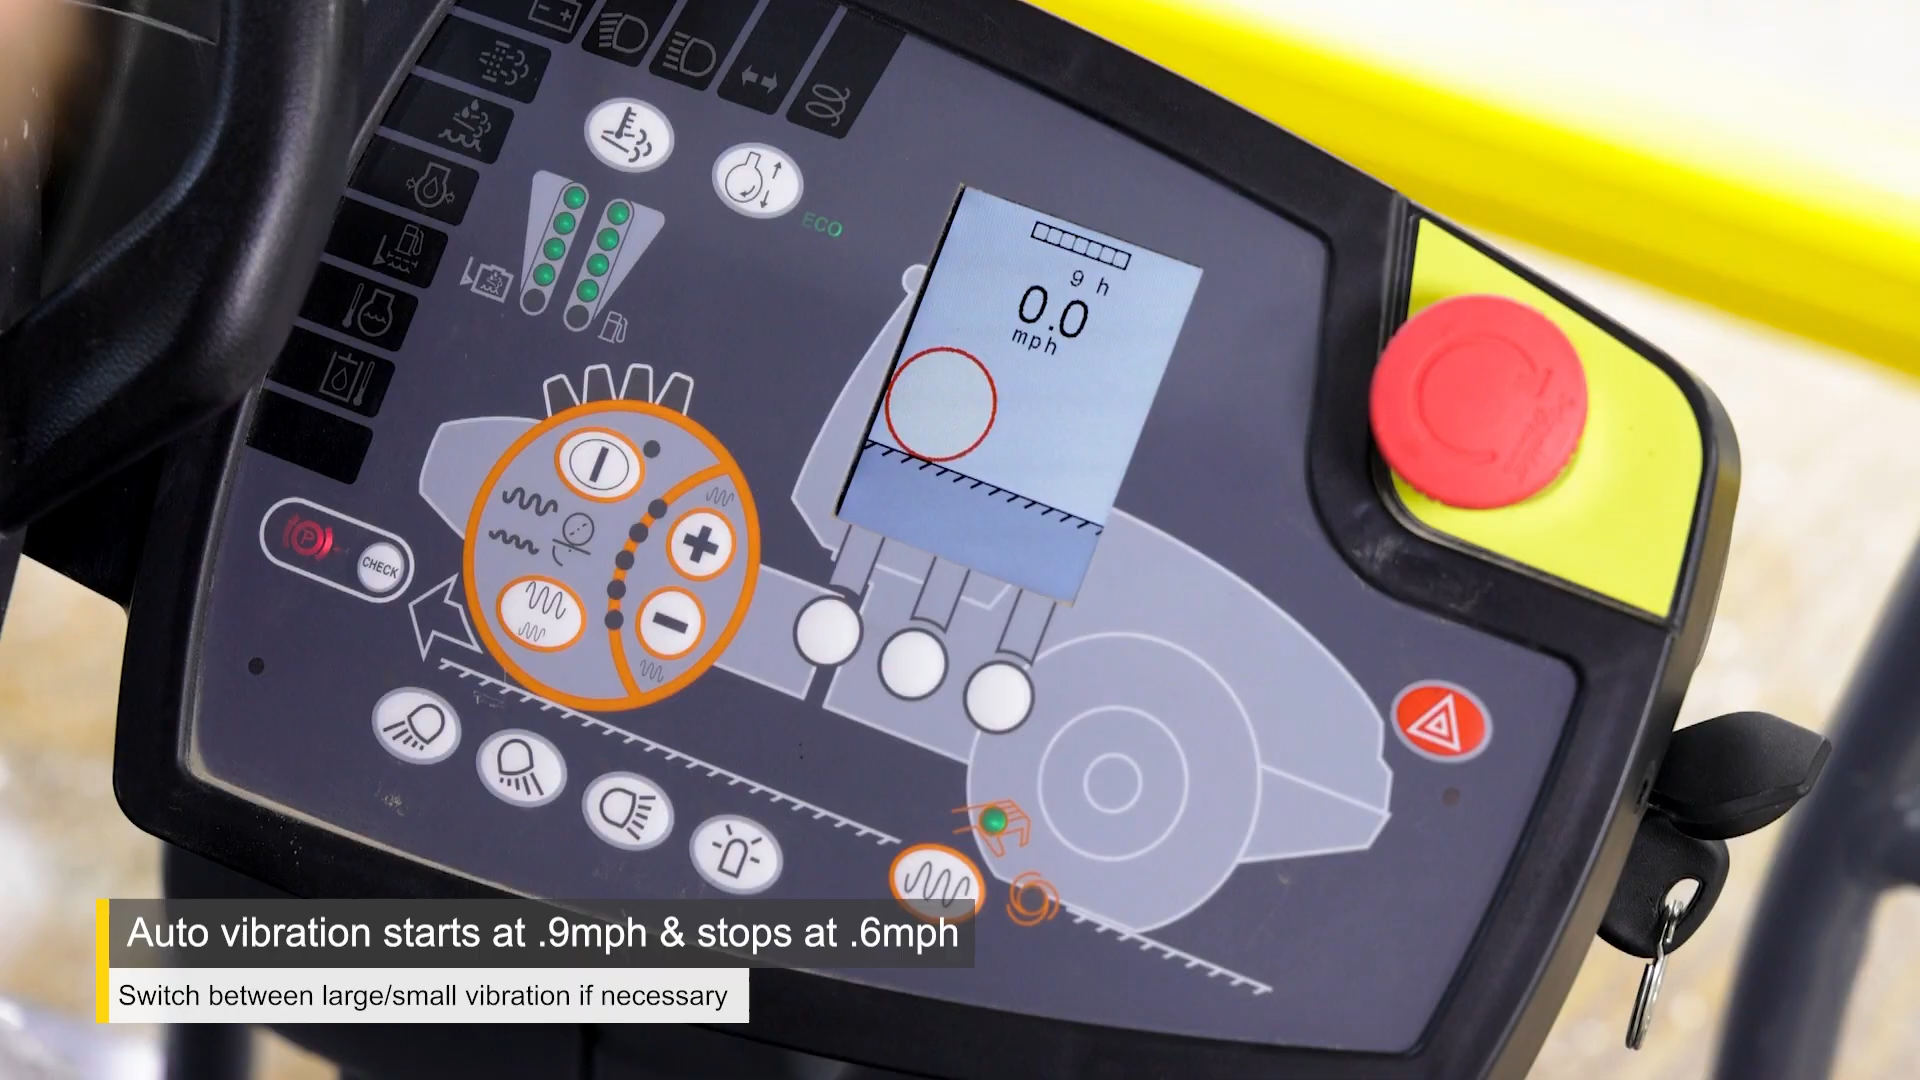 ECO
9 h
0.0
mph
P
CHECK
Auto vibration starts at .9mph & stops at .6mph
Switch between large/small vibration if necessary